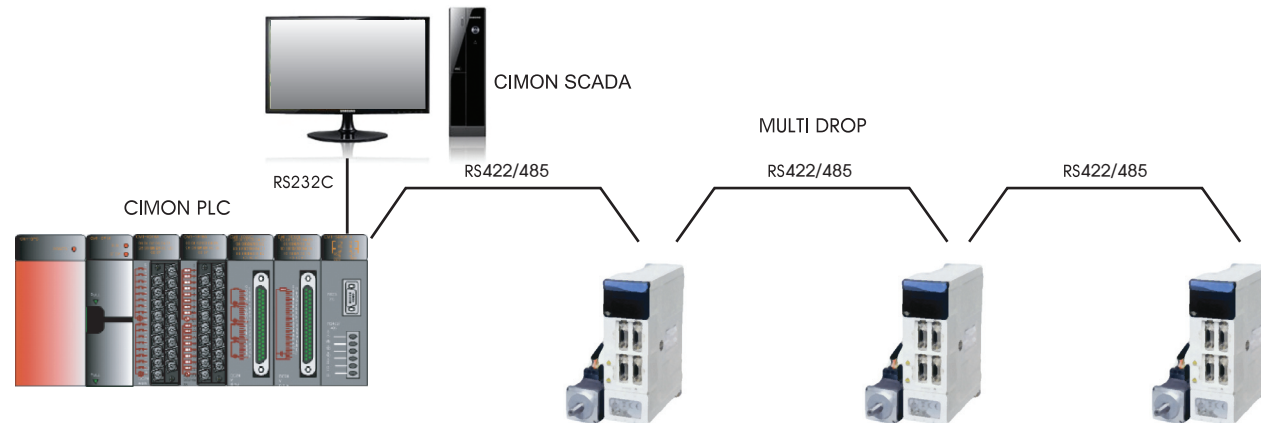 CIMON SCADA
MULTI DROP
RS232C
RS422/485
RS422/485
RS422/485
CIMON PLC